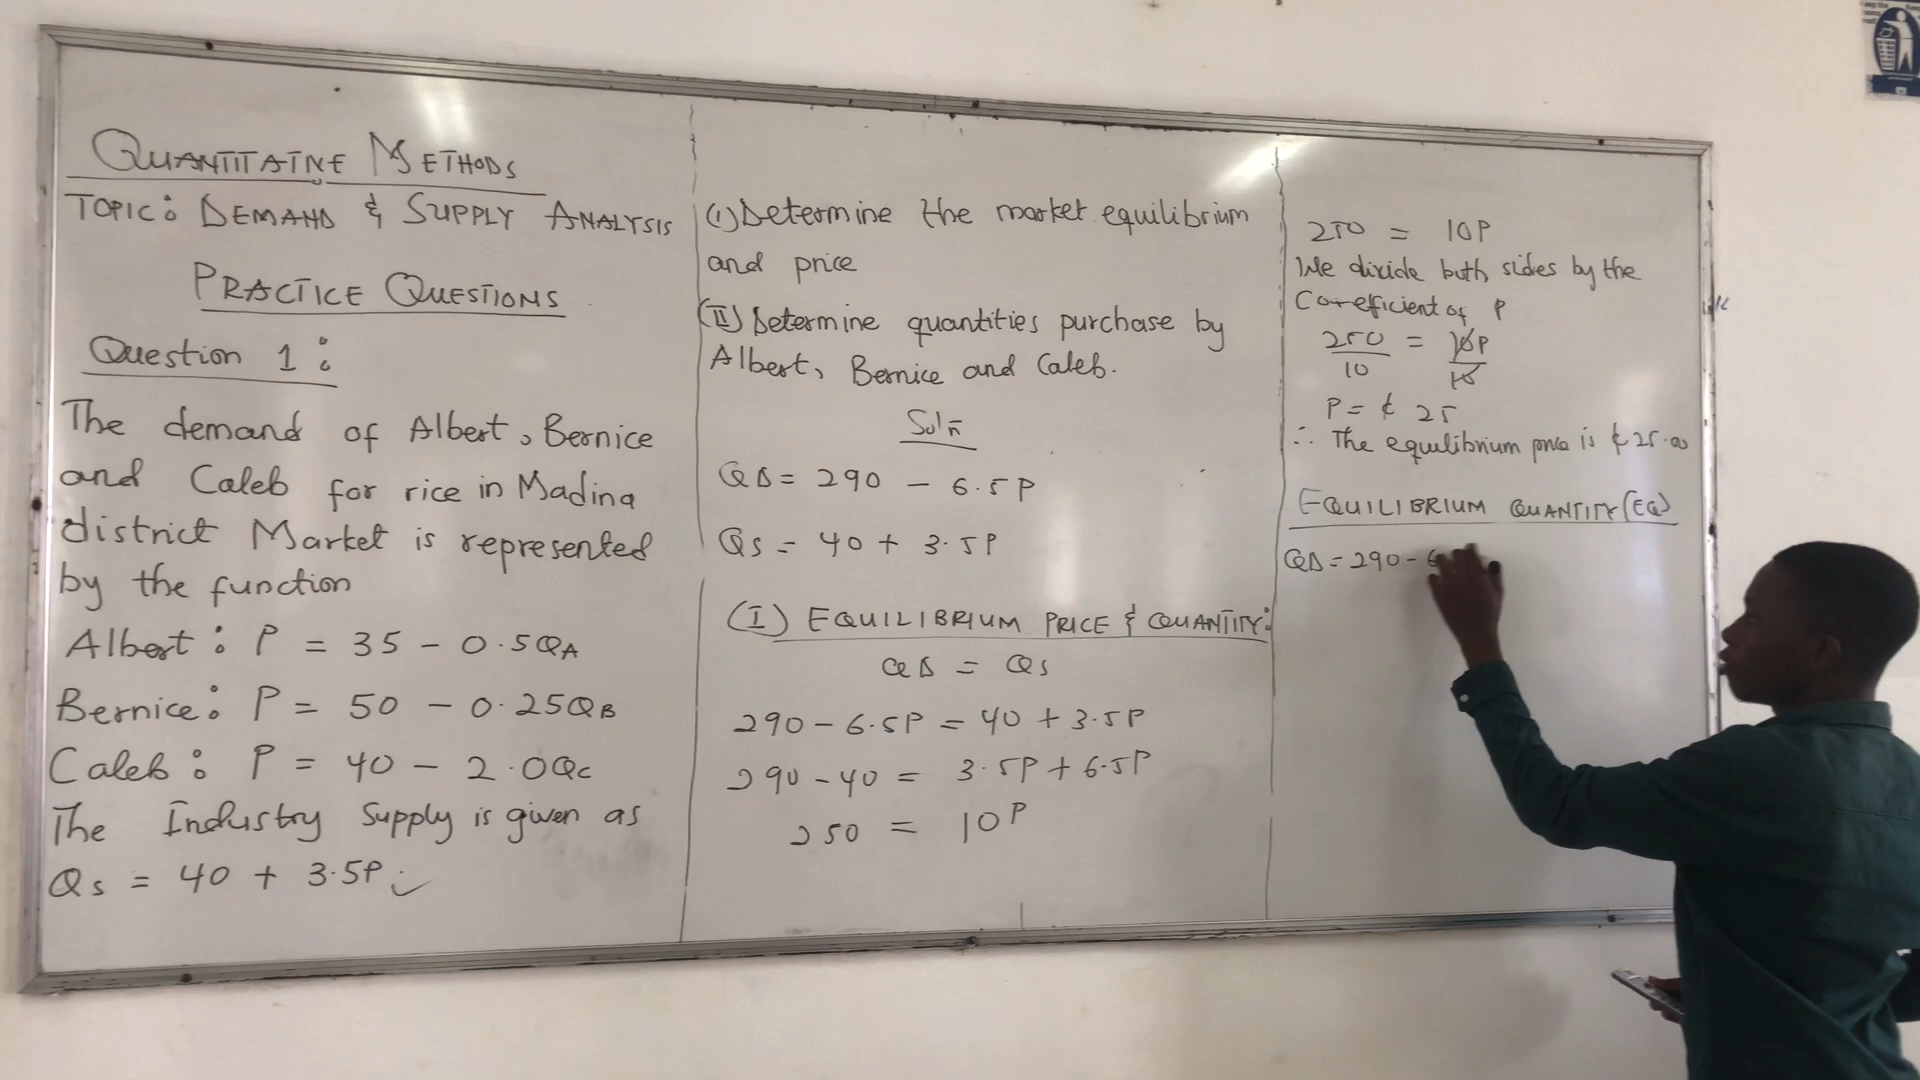 QUANTITATIVE METHODS
TOPIC: DEMAND & SUPPLY ANALYSIS
PRACTICE QUESTIONS
Question 1:
The demand of Albert, Bernice
and Caleb for rice in Madina
district Market is represented
by the function
Albert: P = 35 - 0.5QA
Bernice: P = 50 - 0.25QB
Caleb: P = 40 - 2.0QC
The Industry Supply is given as
Qs = 40 + 3.5P
(I) Determine the market equilibrium
and price
(II) Determine quantities purchase by
Albert, Bernice and Caleb.
Soln
QΔ = 290 - 6.5P
Qs = 40 + 3.5P
(I) EQUILIBRIUM PRICE & QUANTITY:
QΔ = Qs
290 - 6.5P = 40 + 3.5P
290 - 40 = 3.5P + 6.5P
250 = 10P
250 = 10P
We divide both sides by the
Co-efficient of P
250/10 = 10P/10
P = ₵ 25
∴ The equilibrium price is ₵ 25.00
EQUILIBRIUM QUANTITY (EQ)
QΔ = 290 - 6